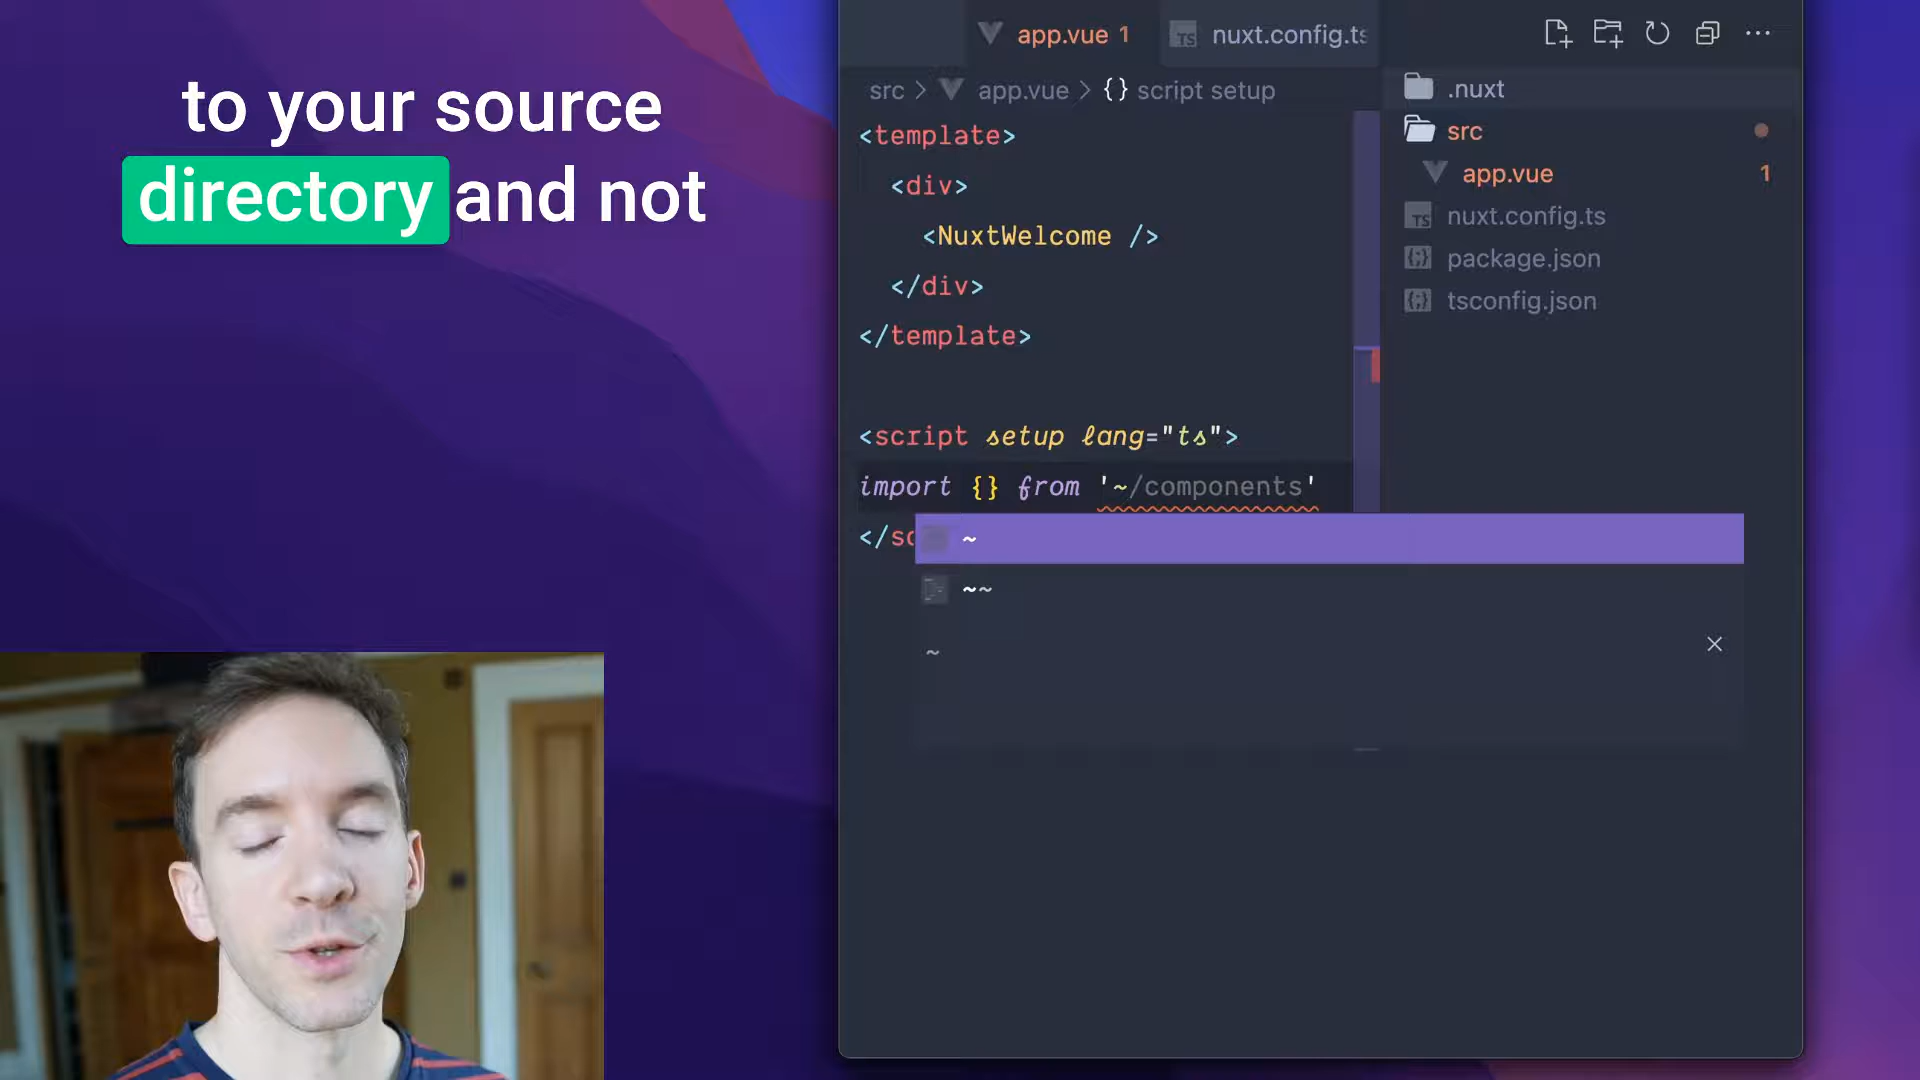 to your source
directory and not
app.vue 1
TS nuxt.config.ts
src > app.vue > {} script setup
<template>
<div>
<NuxtWelcome />
</div>
</template>
<script setup lang="ts">
import {} from '~/components'
</sc
~
~~
~
.nuxt
src
app.vue 1
TS nuxt.config.ts
{;} package.json
{;} tsconfig.json